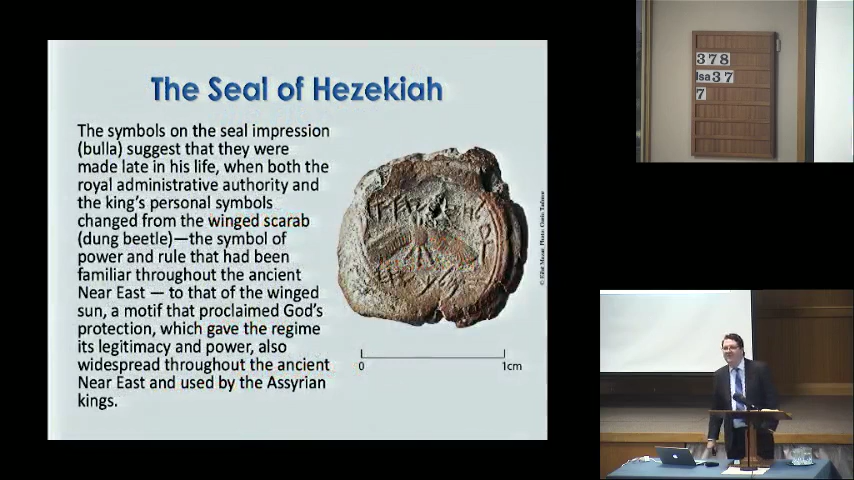 The Seal of Hezekiah
The symbols on the seal impression
(bulla) suggest that they were
made late in his life, when both the
royal administrative authority and
the king's personal symbols
changed from the winged scarab
(dung beetle)—the symbol of
power and rule that had been
familiar throughout the ancient
Near East — to that of the winged
sun, a motif that proclaimed God's
protection, which gave the regime
its legitimacy and power, also
widespread throughout the ancient
Near East and used by the Assyrian
kings.
0 1cm
378
Isa37
7